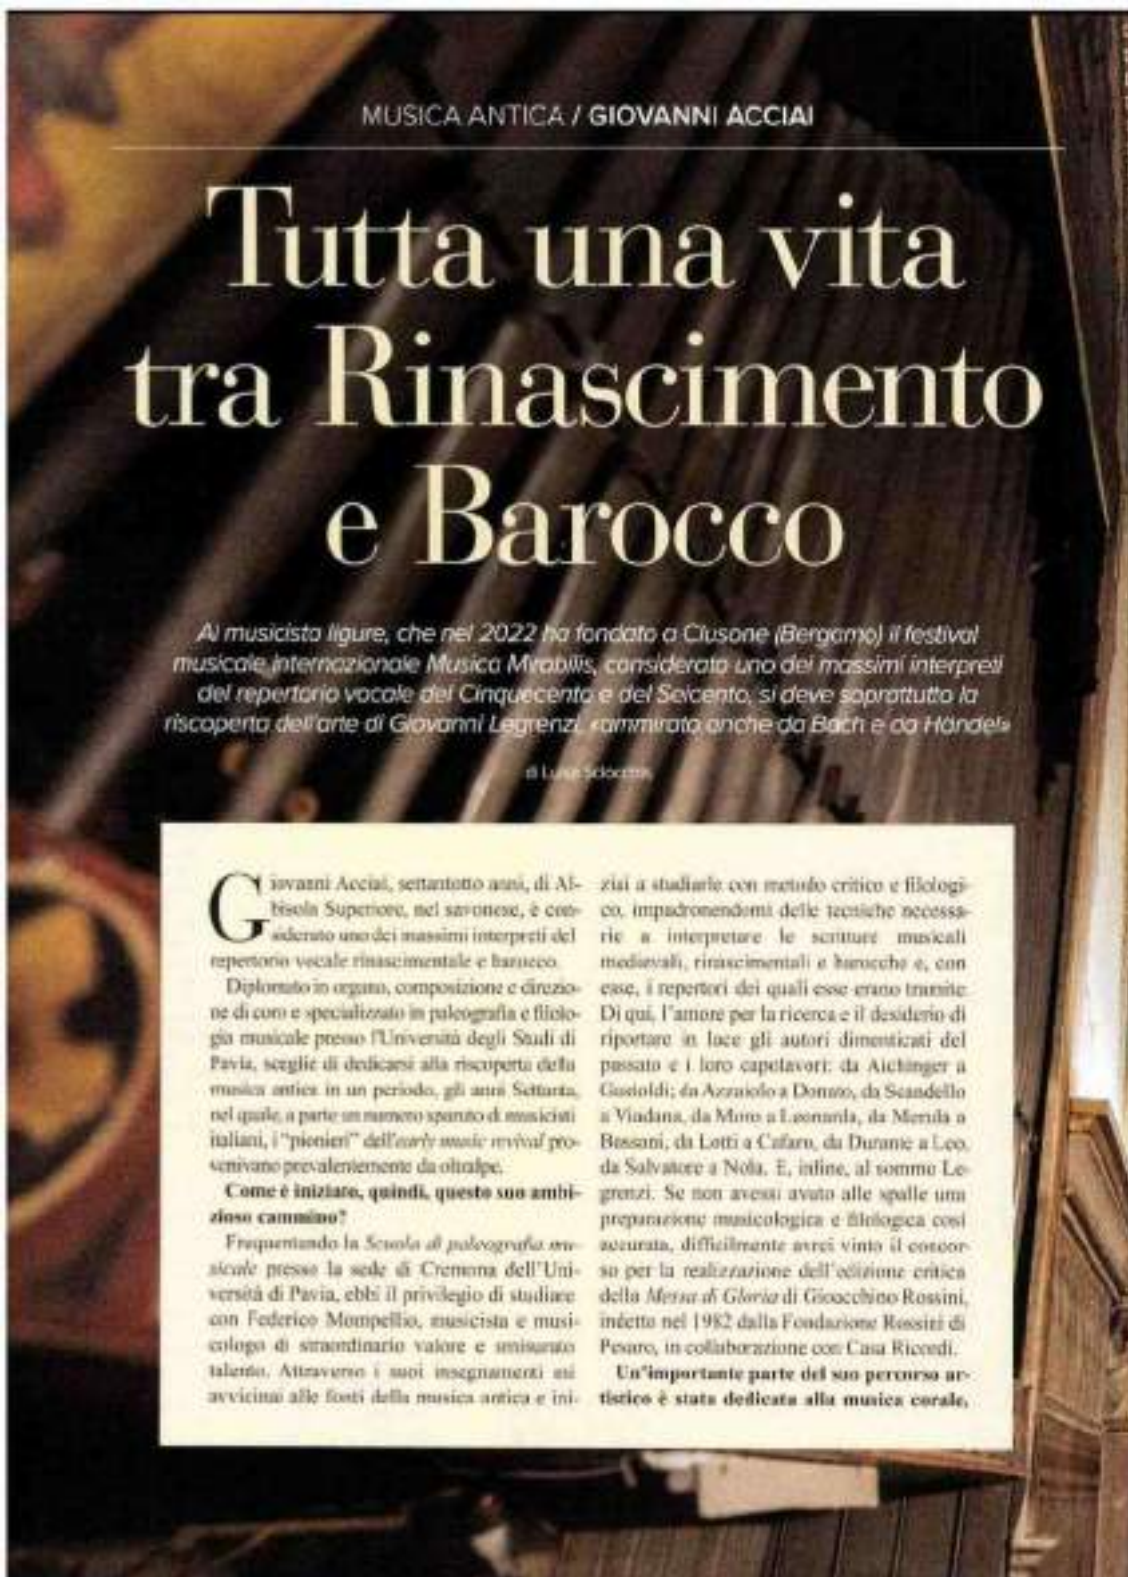 MUSICA ANTICA / GIOVANNI ACCIAI
Tutta una vita
tra Rinascimento
e Barocco
Al musicista ligure, che nel 2022 ha fondato a Clusone (Bergamo) il festival
musicale internazionale Musica Mirabilis, considerato uno dei massimi interpreti
del repertorio vocale del Cinquecento e del Seicento, si deve soprattutto la
riscoperta dell'arte di Giovanni Legrenzi, «ammirato anche da Bach e da Händel»
di Luisa
Giovanni Acciai, settantotto anni, di Al-
bisola Superiore, nel savonese, è con-
siderato uno dei massimi interpreti del
repertorio vocale rinascimentale e barocco.
Diplomato in organo, composizione e direzio-
ne di coro e specializzato in paleografia e filolo-
gia musicale presso l'Università degli Studi di
Pavia, sceglie di dedicarsi alla riscoperta della
musica antica in un periodo, gli anni Settanta,
nel quale, a parte un numero sparuto di musicisti
italiani, i "pionieri" dell'early music revival pro-
venivano prevalentemente da oltralpe.
Come è iniziato, quindi, questo suo ambi-
zioso cammino?
Frequentando la Scuola di paleografia mu-
sicale presso la sede di Cremona dell'Uni-
versità di Pavia, ebbi il privilegio di studiare
con Federico Mompellio, musicista e musi-
cologo di straordinario valore e smisurato
talento. Attraverso i suoi insegnamenti mi
avvicinai alle fonti della musica antica e ini-
ziai a studiarle con metodo critico e filologi-
co, impadronendomi delle tecniche necessa-
rie a interpretare le scritture musicali
medievali, rinascimentali e barocche e, con
esse, i repertori dei quali esse erano tramite.
Di qui, l'amore per la ricerca e il desiderio di
riportare in luce gli autori dimenticati del
passato e i loro capolavori: da Aichinger a
Gastoldi; da Azzaiolo a Donato, da Scandello
a Viadana, da Moro a Leonarda, da Merula a
Bassani, da Lotti a Cafaro, da Durante a Leo,
da Salvatore a Nola. E, infine, al sommo Le-
grenzi. Se non avessi avuto alle spalle una
preparazione musicologica e filologica così
accurata, difficilmente avrei vinto il concor-
so per la realizzazione dell'edizione critica
della Messa di Gloria di Gioacchino Rossini,
indetto nel 1982 dalla Fondazione Rossini di
Pesaro, in collaborazione con Casa Ricordi.
Un'importante parte del suo percorso ar-
tistico è stata dedicata alla musica corale,